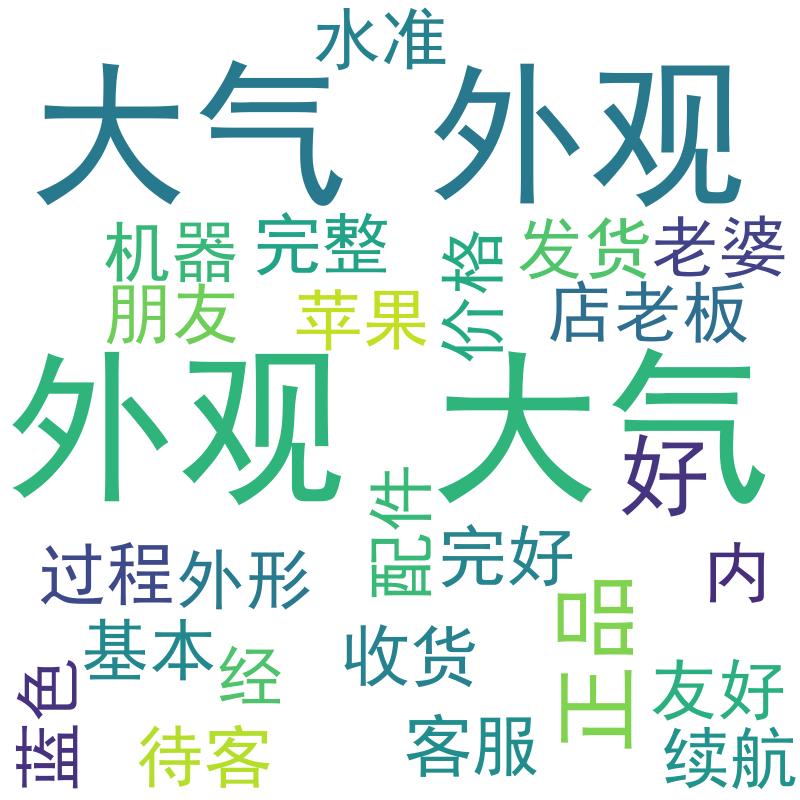 水准
大气 外观
机器
完整
价格
发货
老婆
朋友
苹果
店老板
外观 大气
好
配件
过程
外形
完好
内
正品
基本
经
收货
友好
蓝色
待客
客服
续航